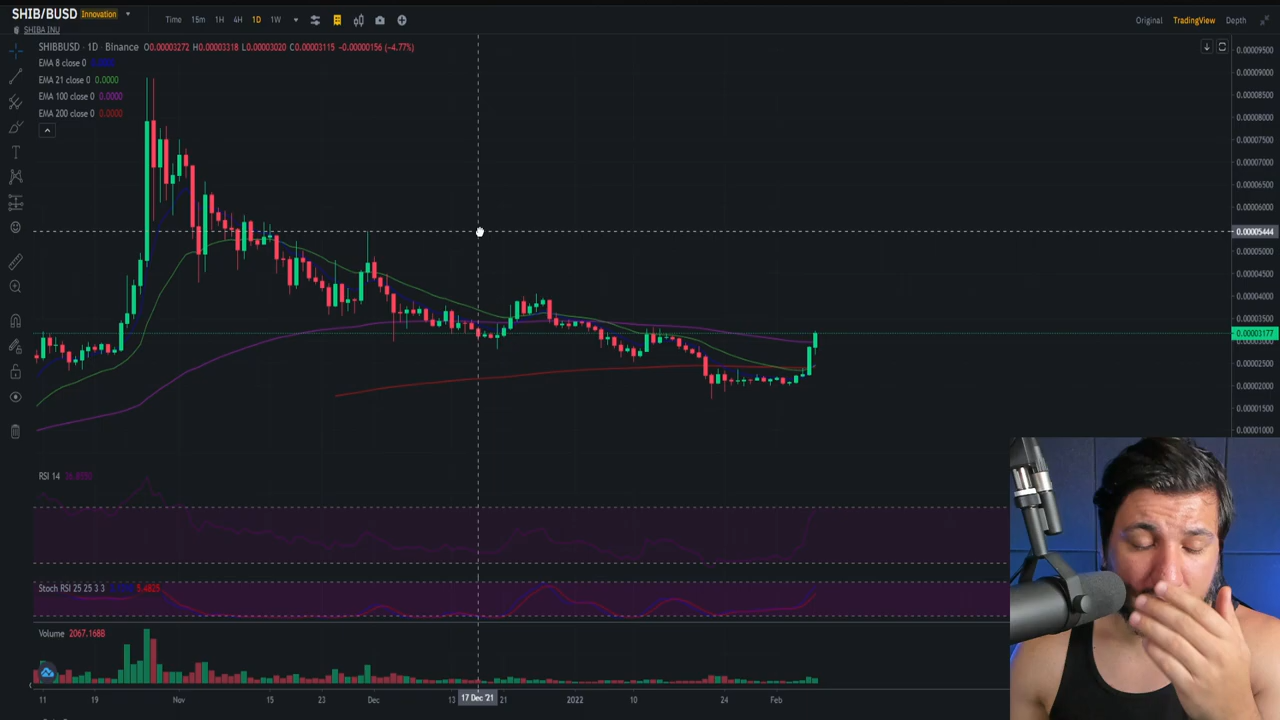 SHIB/BUSD Innovation
SHIBA INU
Time 15m 1H 4H 1D 1W
Original TradingView Depth
SHIBBUSD · 1D · Binance O0.00003272 H0.00003318 L0.00003020 C0.00003115 −0.00000156 (−4.77%)
EMA 8 close 0 0.0000
EMA 21 close 0 0.0000
EMA 100 close 0 0.0000
EMA 200 close 0 0.0000
0.00009500
0.00009000
0.00008500
0.00008000
0.00007500
0.00007000
0.00006500
0.00006000
0.00005444
0.00005000
0.00004500
0.00004000
0.00003500
0.00003177
0.00002500
0.00002000
0.00001500
0.00001000
RSI 14
Stoch RSI 25 25 3 3 5.4825
Volume 2067.168B
11 19 Nov 15 23 Dec 13 17 Dec '21 21 2022 10 24 Feb